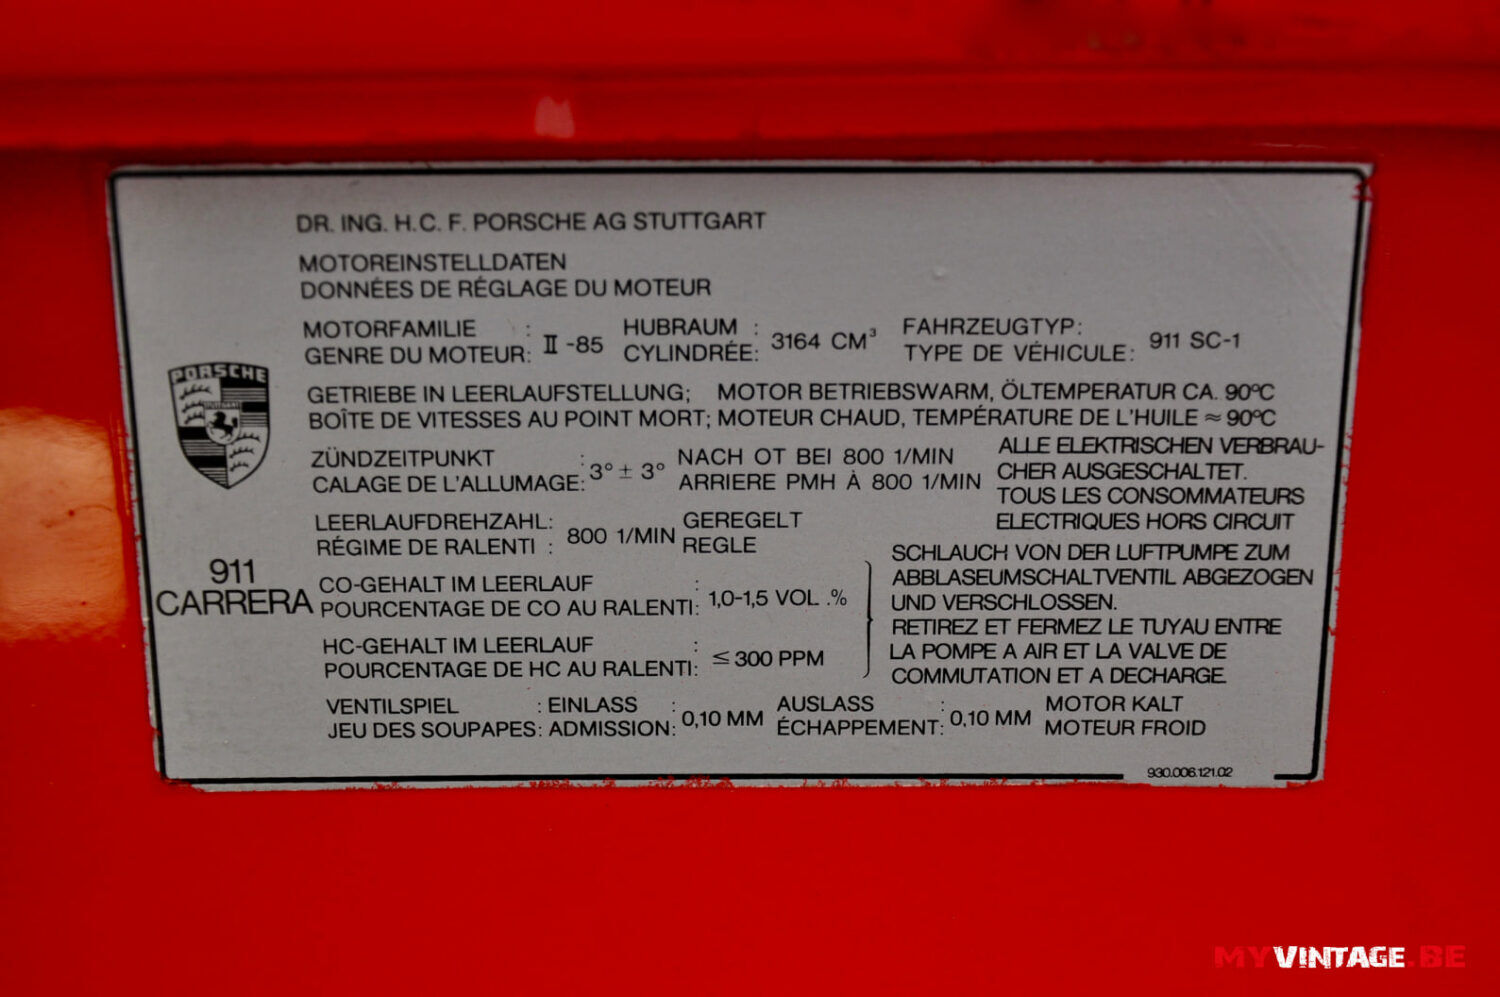 DR. ING. H.C. F. PORSCHE AG STUTTGART
MOTOREINSTELLDATEN
DONNÉES DE RÉGLAGE DU MOTEUR
MOTORFAMILIE :
GENRE DU MOTEUR: II -85
HUBRAUM :
CYLINDRÉE: 3164 CM³
FAHRZEUGTYP:
TYPE DE VÉHICULE: 911 SC-1
PORSCHE
GETRIEBE IN LEERLAUFSTELLUNG; MOTOR BETRIEBSWARM, ÖLTEMPERATUR CA. 90°C
BOÎTE DE VITESSES AU POINT MORT; MOTEUR CHAUD, TEMPÉRATURE DE L'HUILE ≈ 90°C
ZÜNDZEITPUNKT :
CALAGE DE L'ALLUMAGE: 3° ± 3°
NACH OT BEI 800 1/MIN
ARRIERE PMH À 800 1/MIN
ALLE ELEKTRISCHEN VERBRAU-
CHER AUSGESCHALTET.
TOUS LES CONSOMMATEURS
ELECTRIQUES HORS CIRCUIT
LEERLAUFDREHZAHL:
RÉGIME DE RALENTI : 800 1/MIN
GEREGELT
REGLE
911
CARRERA
CO-GEHALT IM LEERLAUF :
POURCENTAGE DE CO AU RALENTI: 1,0-1,5 VOL .%
HC-GEHALT IM LEERLAUF :
POURCENTAGE DE HC AU RALENTI: ≤ 300 PPM
SCHLAUCH VON DER LUFTPUMPE ZUM
ABBLASEUMSCHALTVENTIL ABGEZOGEN
UND VERSCHLOSSEN.
RETIREZ ET FERMEZ LE TUYAU ENTRE
LA POMPE A AIR ET LA VALVE DE
COMMUTATION ET A DECHARGE.
VENTILSPIEL : EINLASS :
JEU DES SOUPAPES: ADMISSION: 0,10 MM
AUSLASS :
ÉCHAPPEMENT: 0,10 MM
MOTOR KALT
MOTEUR FROID
930.006.121.02
MYVINTAGE.BE